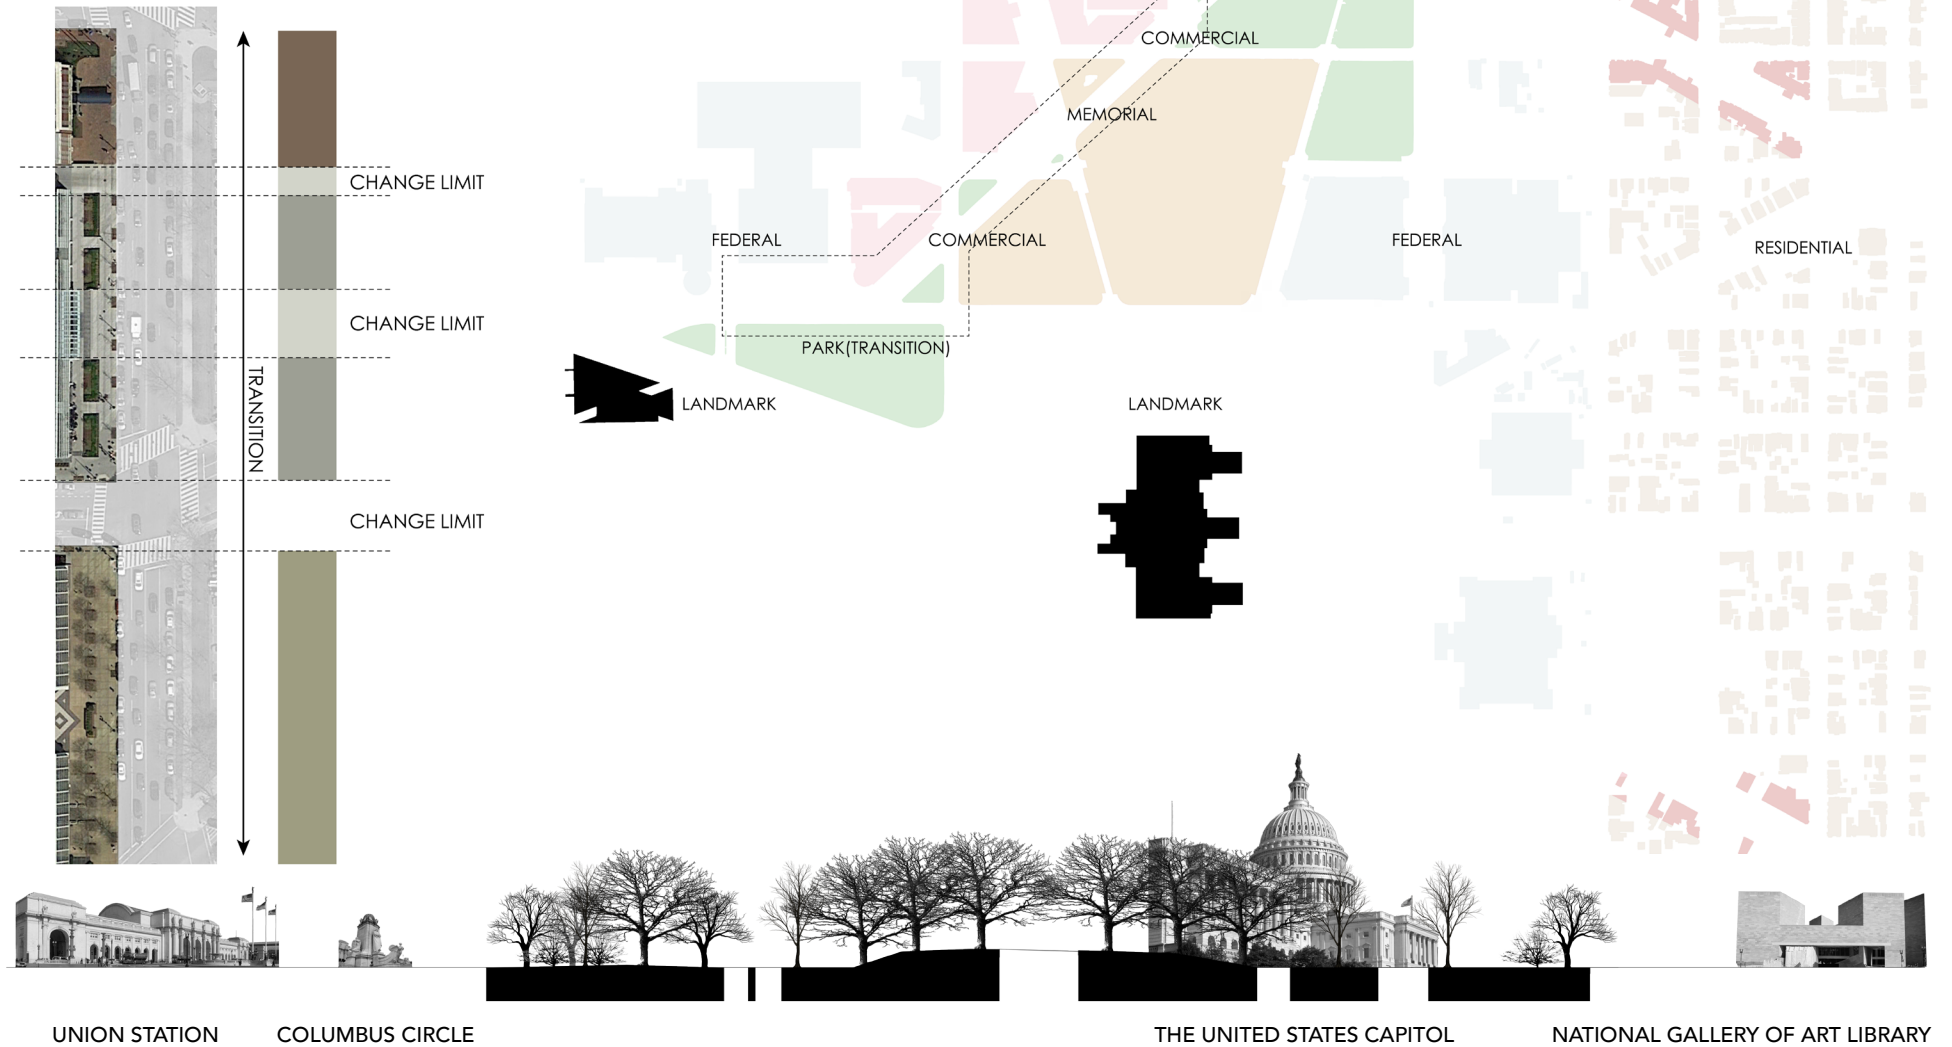 COMMERCIAL
MEMORIAL
CHANGE LIMIT
FEDERAL
COMMERCIAL
FEDERAL
RESIDENTIAL
CHANGE LIMIT
PARK(TRANSITION)
TRANSITION
LANDMARK
LANDMARK
CHANGE LIMIT
UNION STATION
COLUMBUS CIRCLE
THE UNITED STATES CAPITOL
NATIONAL GALLERY OF ART LIBRARY